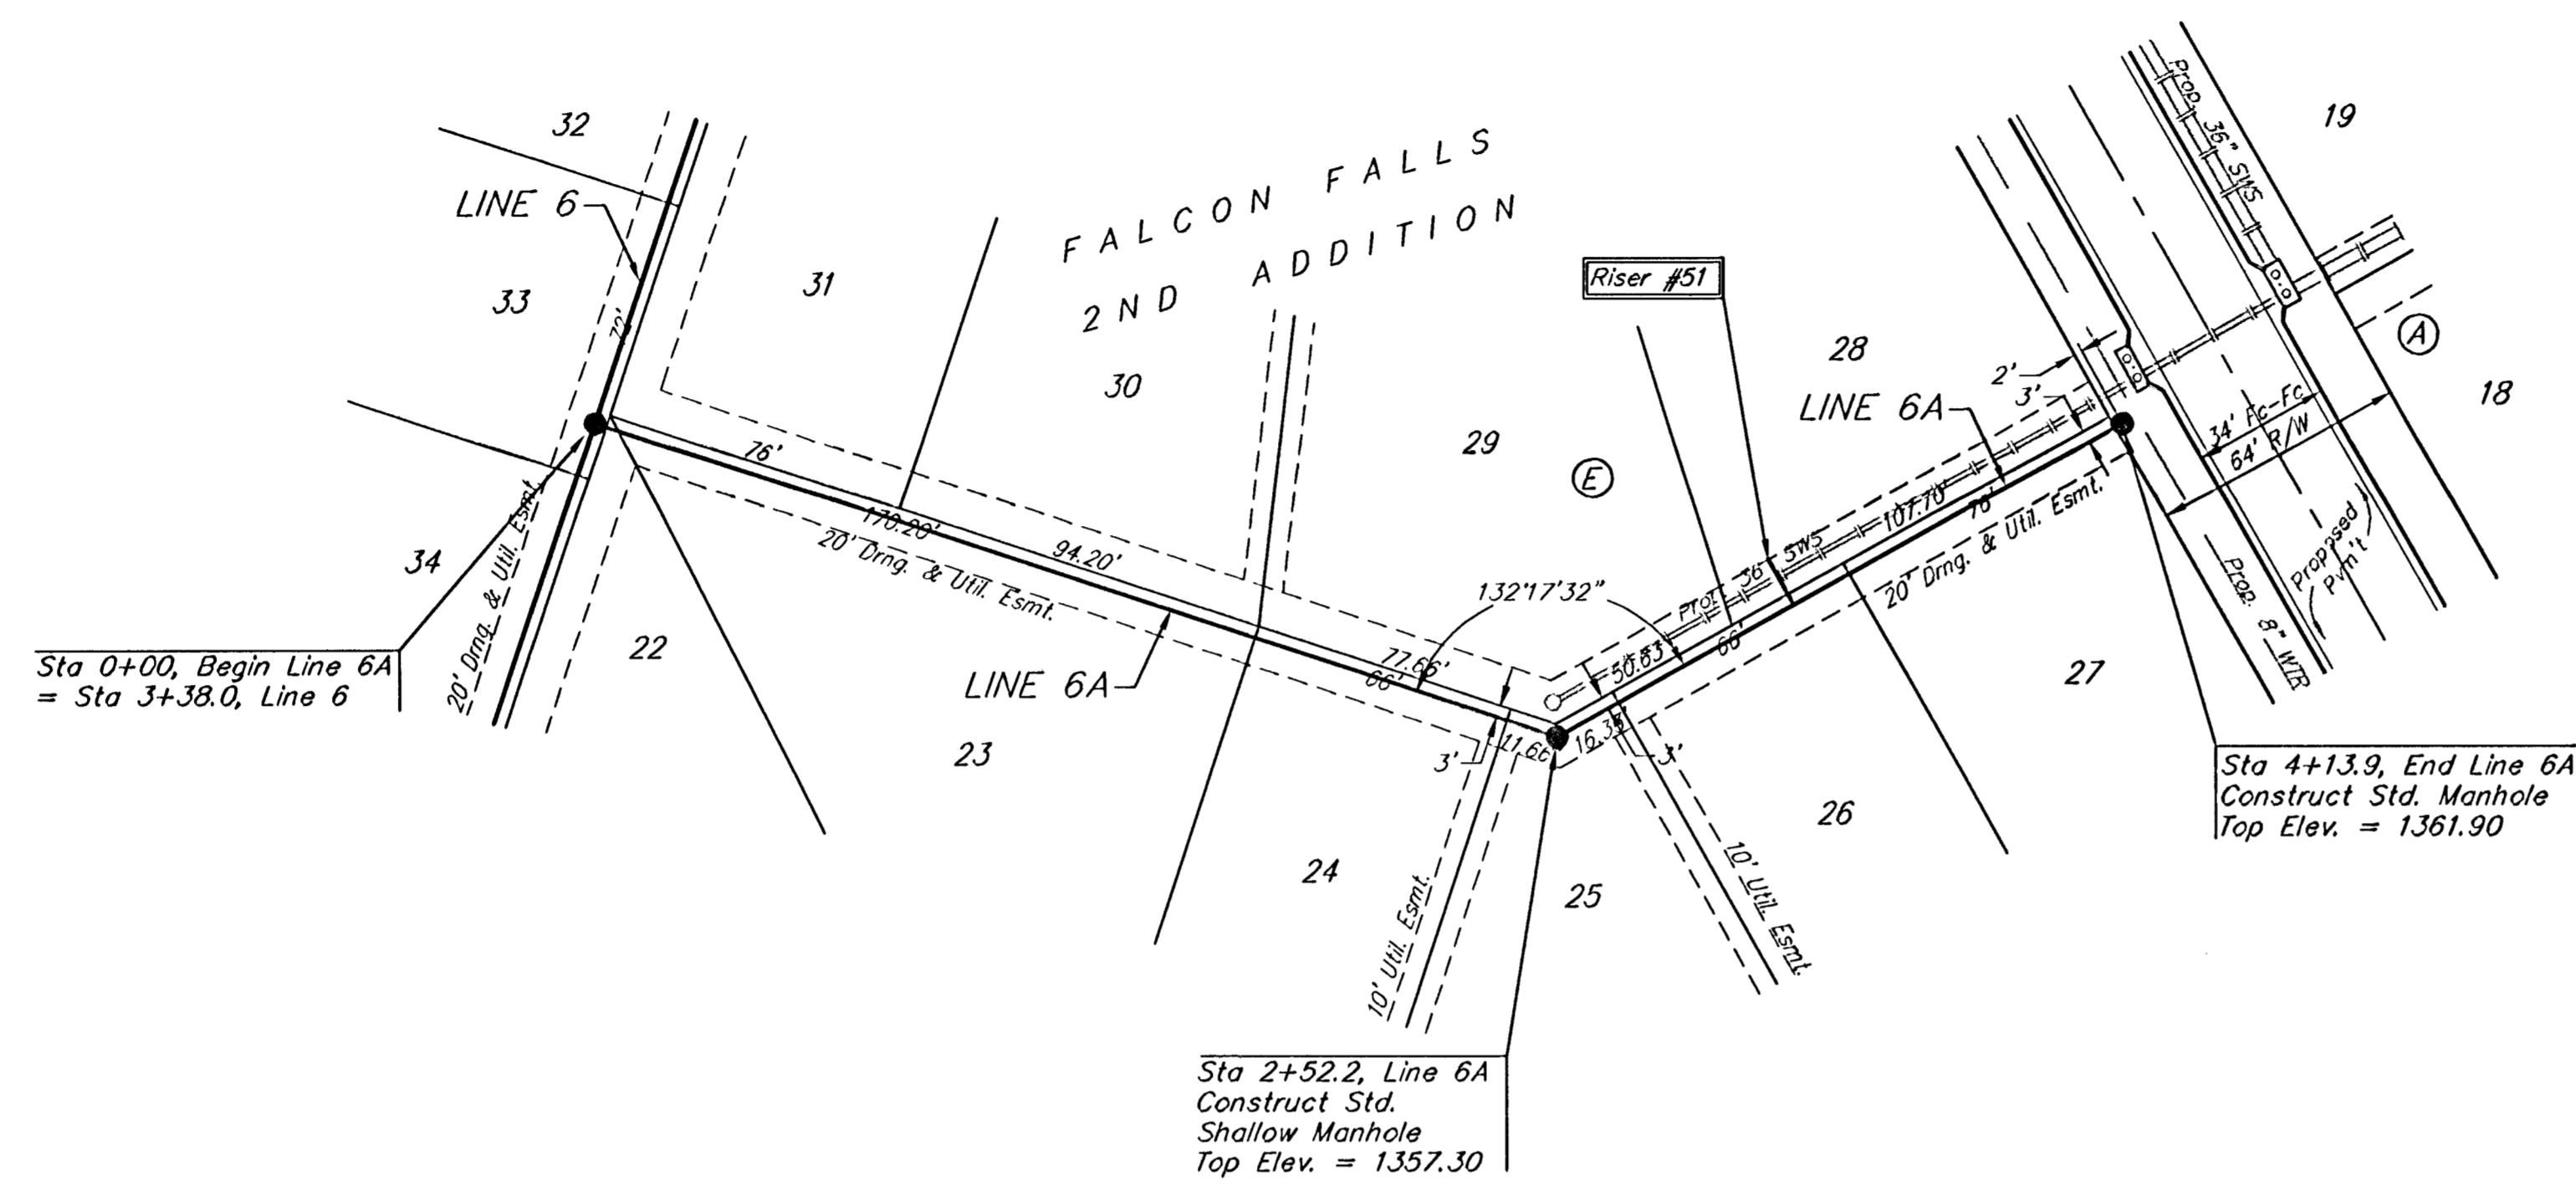 32
LINE 6
33
31
72'
FALCON FALLS
2ND ADDITION
30
Riser #51
29
E
28
LINE 6A
2'
3'
Prop. 36" SWS
19
A
18
34' Fc-Fc
64' R/W
Proposed
Pvm't
Prop. 8" WTR
76'
170.20'
94.20'
20' Drng. & Util. Esmt.
34
20' Drng. & Util. Esmt.
22
Sta 0+00, Begin Line 6A
= Sta 3+38.0, Line 6
LINE 6A
132°17'32"
36" SWS
107.70'
20' Drng. & Util. Esmt.
50.63'
66'
77.66'
66'
3'
11.66'
16.33'
3'
23
24
25
26
27
10' Util. Esmt.
10' Util. Esmt.
Sta 4+13.9, End Line 6A
Construct Std. Manhole
Top Elev. = 1361.90
Sta 2+52.2, Line 6A
Construct Std.
Shallow Manhole
Top Elev. = 1357.30